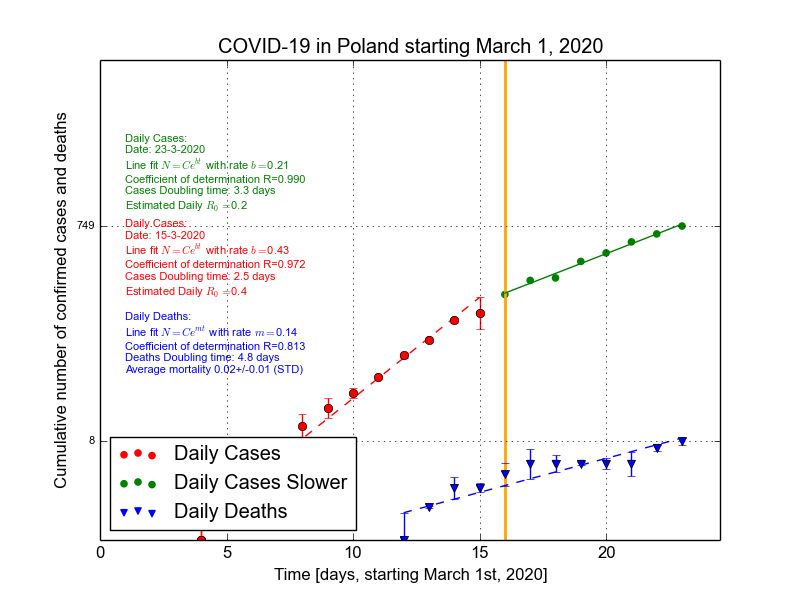 COVID-19 in Poland starting March 1, 2020
Cumulative number of confirmed cases and deaths
Daily Cases:
Date: 23-3-2020
Line fit N = Ce^{bt} with rate b =0.21
Coefficient of determination R=0.990
Cases Doubling time: 3.3 days
Estimated Daily R_0 =0.2
Daily Cases:
Date: 15-3-2020
Line fit N = Ce^{bt} with rate b =0.43
Coefficient of determination R=0.972
Cases Doubling time: 2.5 days
Estimated Daily R_0 =0.4
Daily Deaths:
Line fit N = Ce^{mt} with rate m =0.14
Coefficient of determination R=0.813
Deaths Doubling time: 4.8 days
Average mortality 0.02+/-0.01 (STD)
749
8
Daily Cases
Daily Cases Slower
Daily Deaths
0 5 10 15 20
Time [days, starting March 1st, 2020]